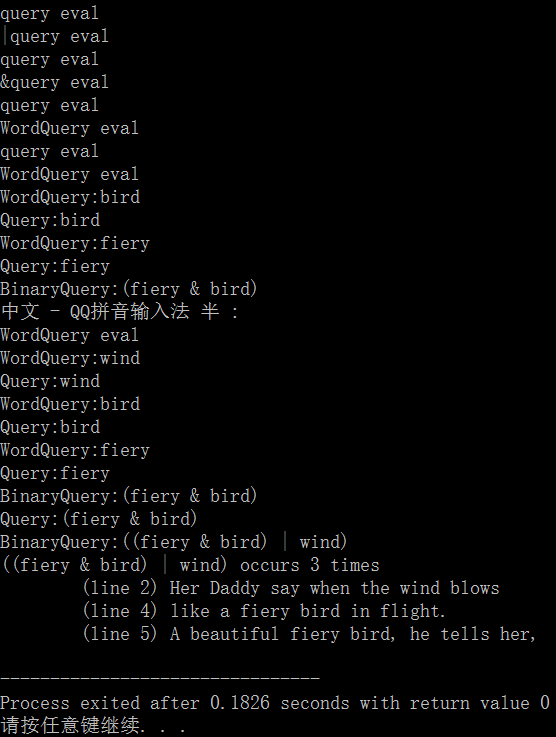 query eval
|query eval
query eval
&query eval
query eval
WordQuery eval
query eval
WordQuery eval
WordQuery:bird
Query:bird
WordQuery:fiery
Query:fiery
BinaryQuery:(fiery & bird)
中文 - QQ拼音输入法 半 :
WordQuery eval
WordQuery:wind
Query:wind
WordQuery:bird
Query:bird
WordQuery:fiery
Query:fiery
BinaryQuery:(fiery & bird)
Query:(fiery & bird)
BinaryQuery:((fiery & bird) | wind)
((fiery & bird) | wind) occurs 3 times
(line 2) Her Daddy say when the wind blows
(line 4) like a fiery bird in flight.
(line 5) A beautiful fiery bird, he tells her,
--------------------------------
Process exited after 0.1826 seconds with return value 0
请按任意键继续. . .